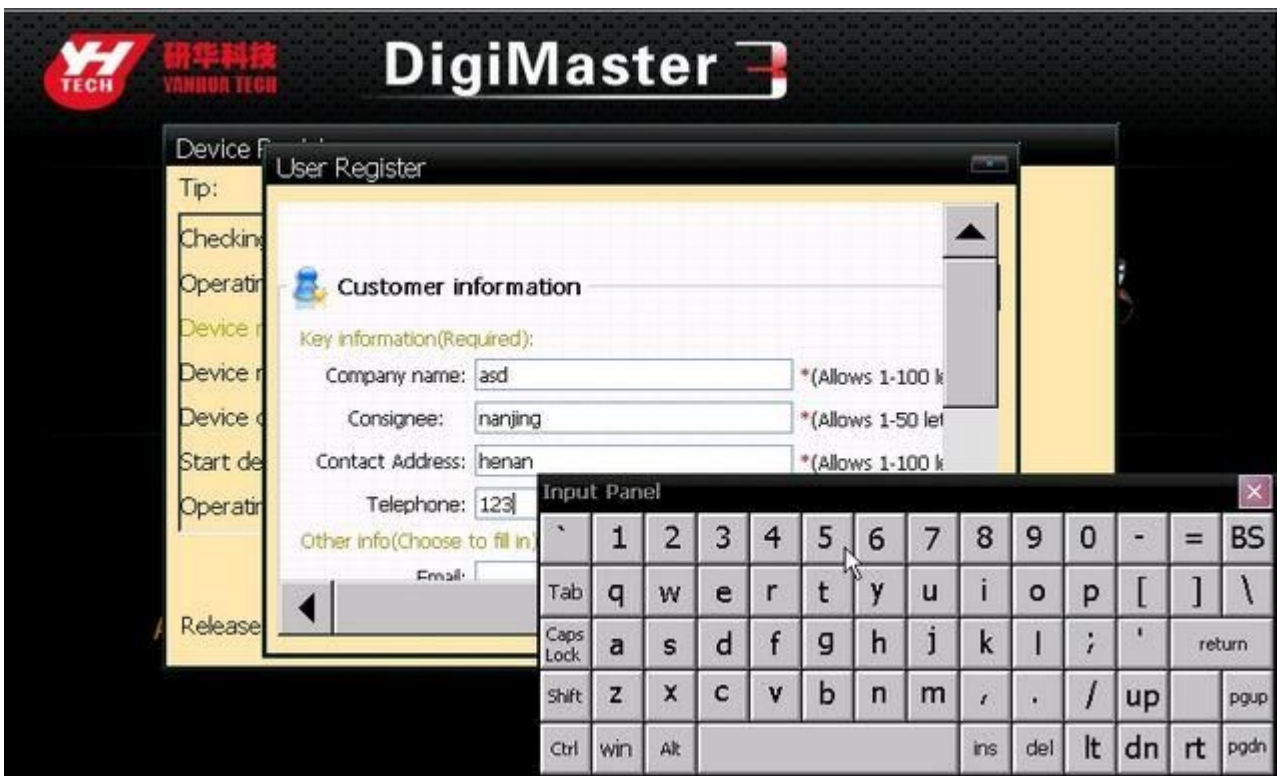 YH TECH
研华科技
YANHUA TECH
DigiMaster 3
Device
User Register
Tip:
Checking
Operatin
Device r
Device r
Device
Start de
Operatin
Release
Customer information
Key information(Required):
Company name: asd *(Allows 1-100 le
Consignee: nanjing *(Allows 1-50 let
Contact Address: henan *(Allows 1-100 le
Telephone: 123
Other info(Choose to fill in)
Email:
Input Panel
` 1 2 3 4 5 6 7 8 9 0 - = BS
Tab q w e r t y u i o p [ ] \
Caps Lock a s d f g h j k l ; ' return
Shift z x c v b n m , . / up pgup
Ctrl win Alt ins del lt dn rt pgdn